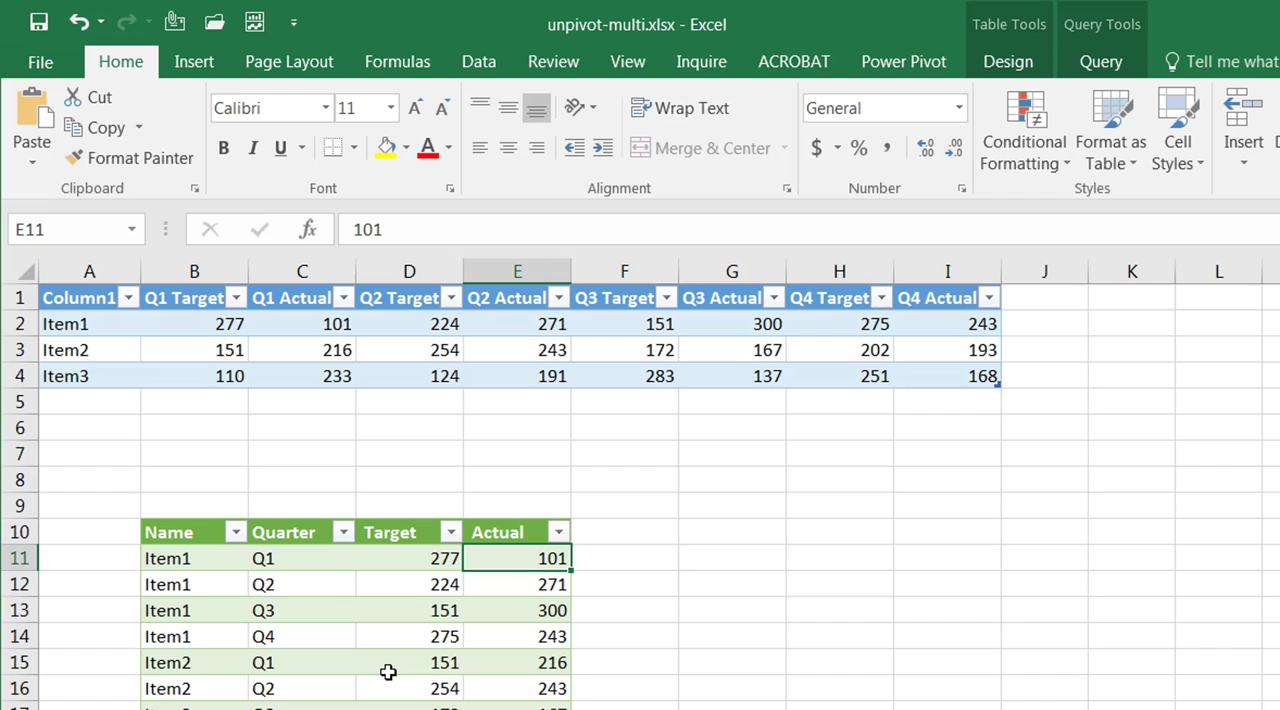 unpivot-multi.xlsx - Excel
Table Tools
Query Tools
File
Home
Insert
Page Layout
Formulas
Data
Review
View
Inquire
ACROBAT
Power Pivot
Design
Query
Tell me what
Paste
Cut
Copy
Format Painter
Clipboard
Calibri
11
B I U
Font
Wrap Text
Merge & Center
Alignment
General
$ % ,
Number
Conditional
Formatting
Format as
Table
Cell
Styles
Styles
Insert
E11
fx
101
A B C D E F G H I J K L
1 Column1 Q1 Target Q1 Actual Q2 Target Q2 Actual Q3 Target Q3 Actual Q4 Target Q4 Actual
2 Item1 277 101 224 271 151 300 275 243
3 Item2 151 216 254 243 172 167 202 193
4 Item3 110 233 124 191 283 137 251 168
5
6
7
8
9
10 Name Quarter Target Actual
11 Item1 Q1 277 101
12 Item1 Q2 224 271
13 Item1 Q3 151 300
14 Item1 Q4 275 243
15 Item2 Q1 151 216
16 Item2 Q2 254 243